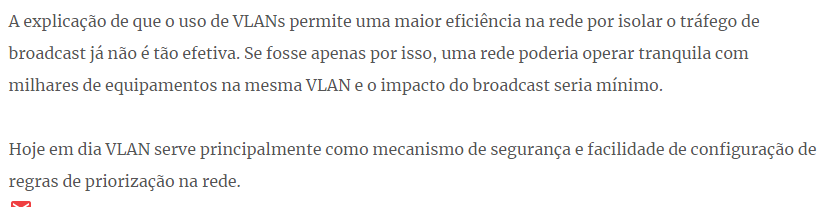 A explicação de que o uso de VLANs permite uma maior eficiência na rede por isolar o tráfego de
broadcast já não é tão efetiva. Se fosse apenas por isso, uma rede poderia operar tranquila com
milhares de equipamentos na mesma VLAN e o impacto do broadcast seria mínimo.
Hoje em dia VLAN serve principalmente como mecanismo de segurança e facilidade de configuração de
regras de priorização na rede.